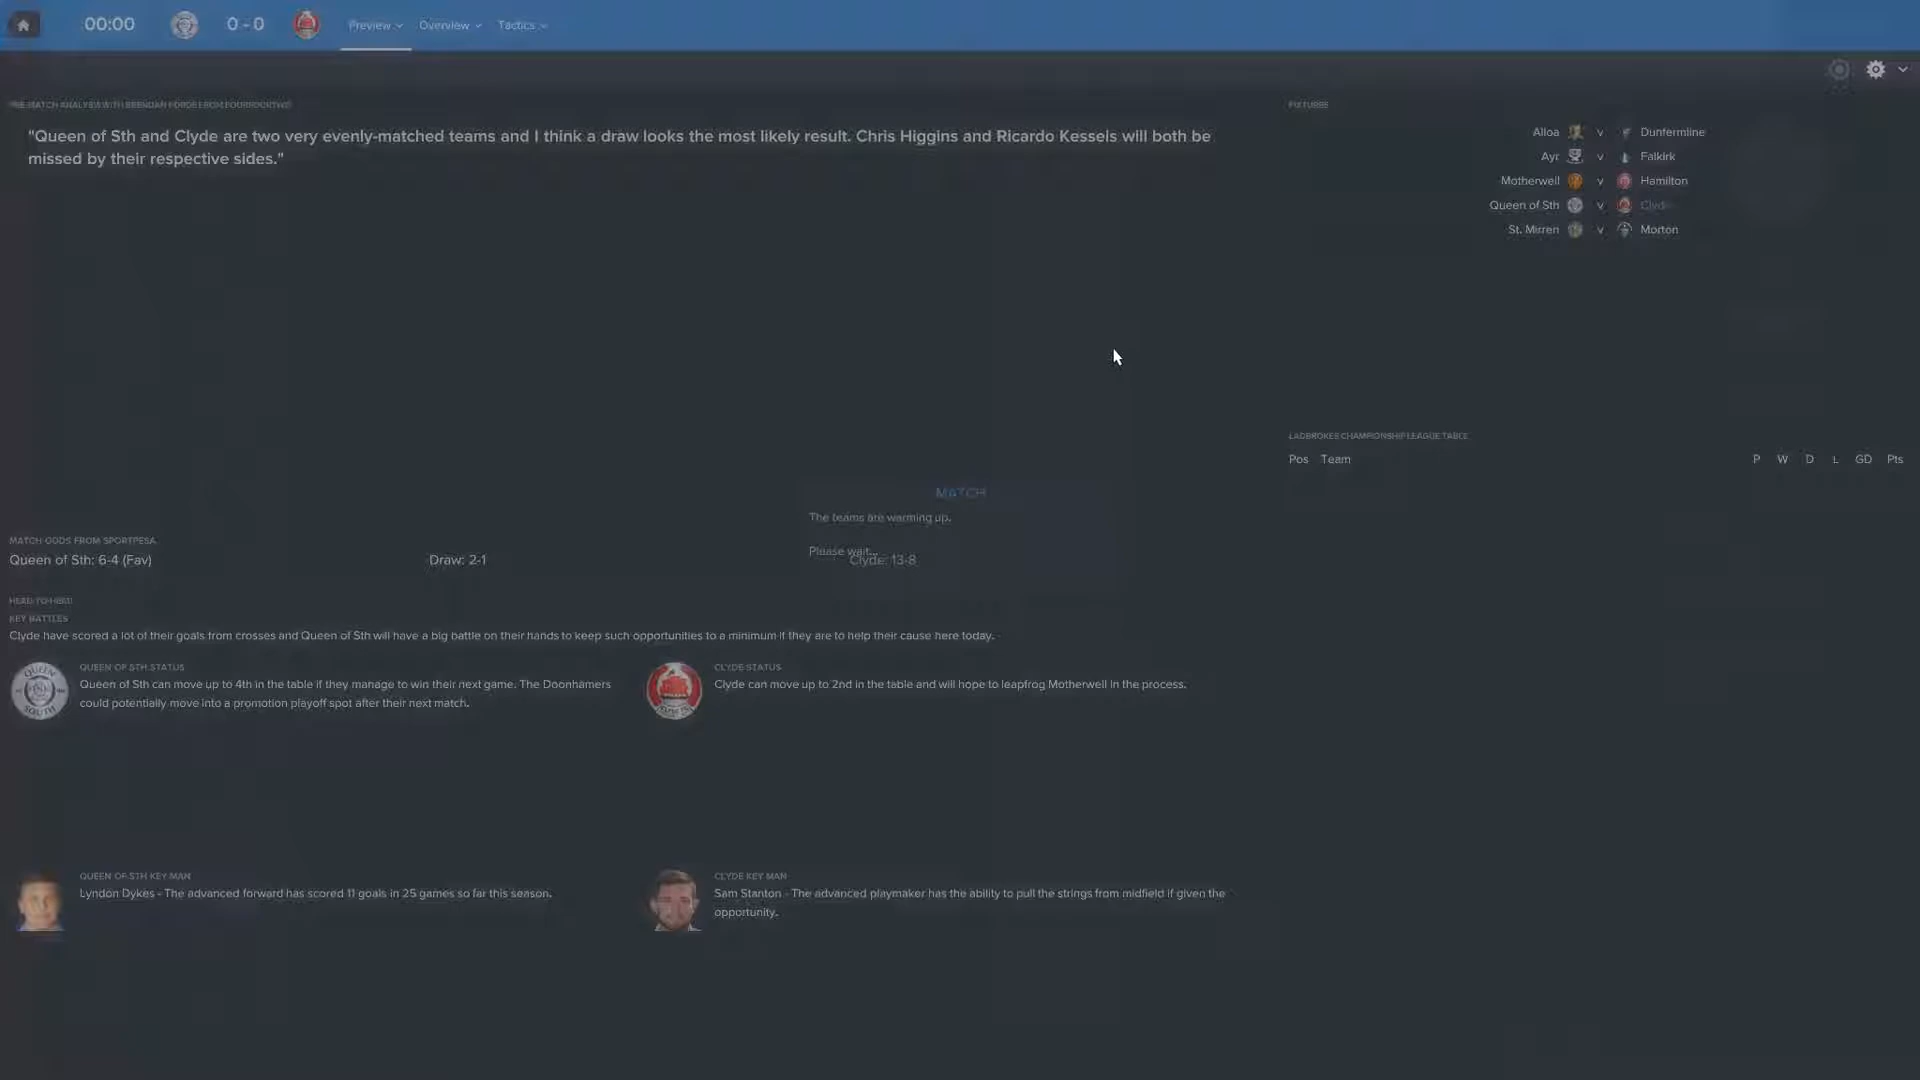 00:00
0 - 0
Preview
Overview
Tactics
"Queen of Sth and Clyde are two very evenly-matched teams and I think a draw looks the most likely result. Chris Higgins and Ricardo Kessels will both be
missed by their respective sides."
Alloa v Dunfermline
Ayr v Falkirk
Motherwell v Hamilton
Queen of Sth v Clyde
St. Mirren v Morton
LADBROKES CHAMPIONSHIP LEAGUE TABLE
Pos Team P W D L GD Pts
MATCH
The teams are warming up.
Please wait...
MATCH ODDS FROM SPORTPESA
Queen of Sth: 6-4 (Fav)
Draw: 2-1
Clyde: 13-8
HEAD-TO-HEAD
KEY BATTLES
Clyde have scored a lot of their goals from crosses and Queen of Sth will have a big battle on their hands to keep such opportunities to a minimum if they are to help their cause here today.
QUEEN OF STH STATUS
Queen of Sth can move up to 4th in the table if they manage to win their next game. The Doonhamers
could potentially move into a promotion playoff spot after their next match.
CLYDE STATUS
Clyde can move up to 2nd in the table and will hope to leapfrog Motherwell in the process.
QUEEN OF STH KEY MAN
Lyndon Dykes - The advanced forward has scored 11 goals in 25 games so far this season.
CLYDE KEY MAN
Sam Stanton - The advanced playmaker has the ability to pull the strings from midfield if given the
opportunity.